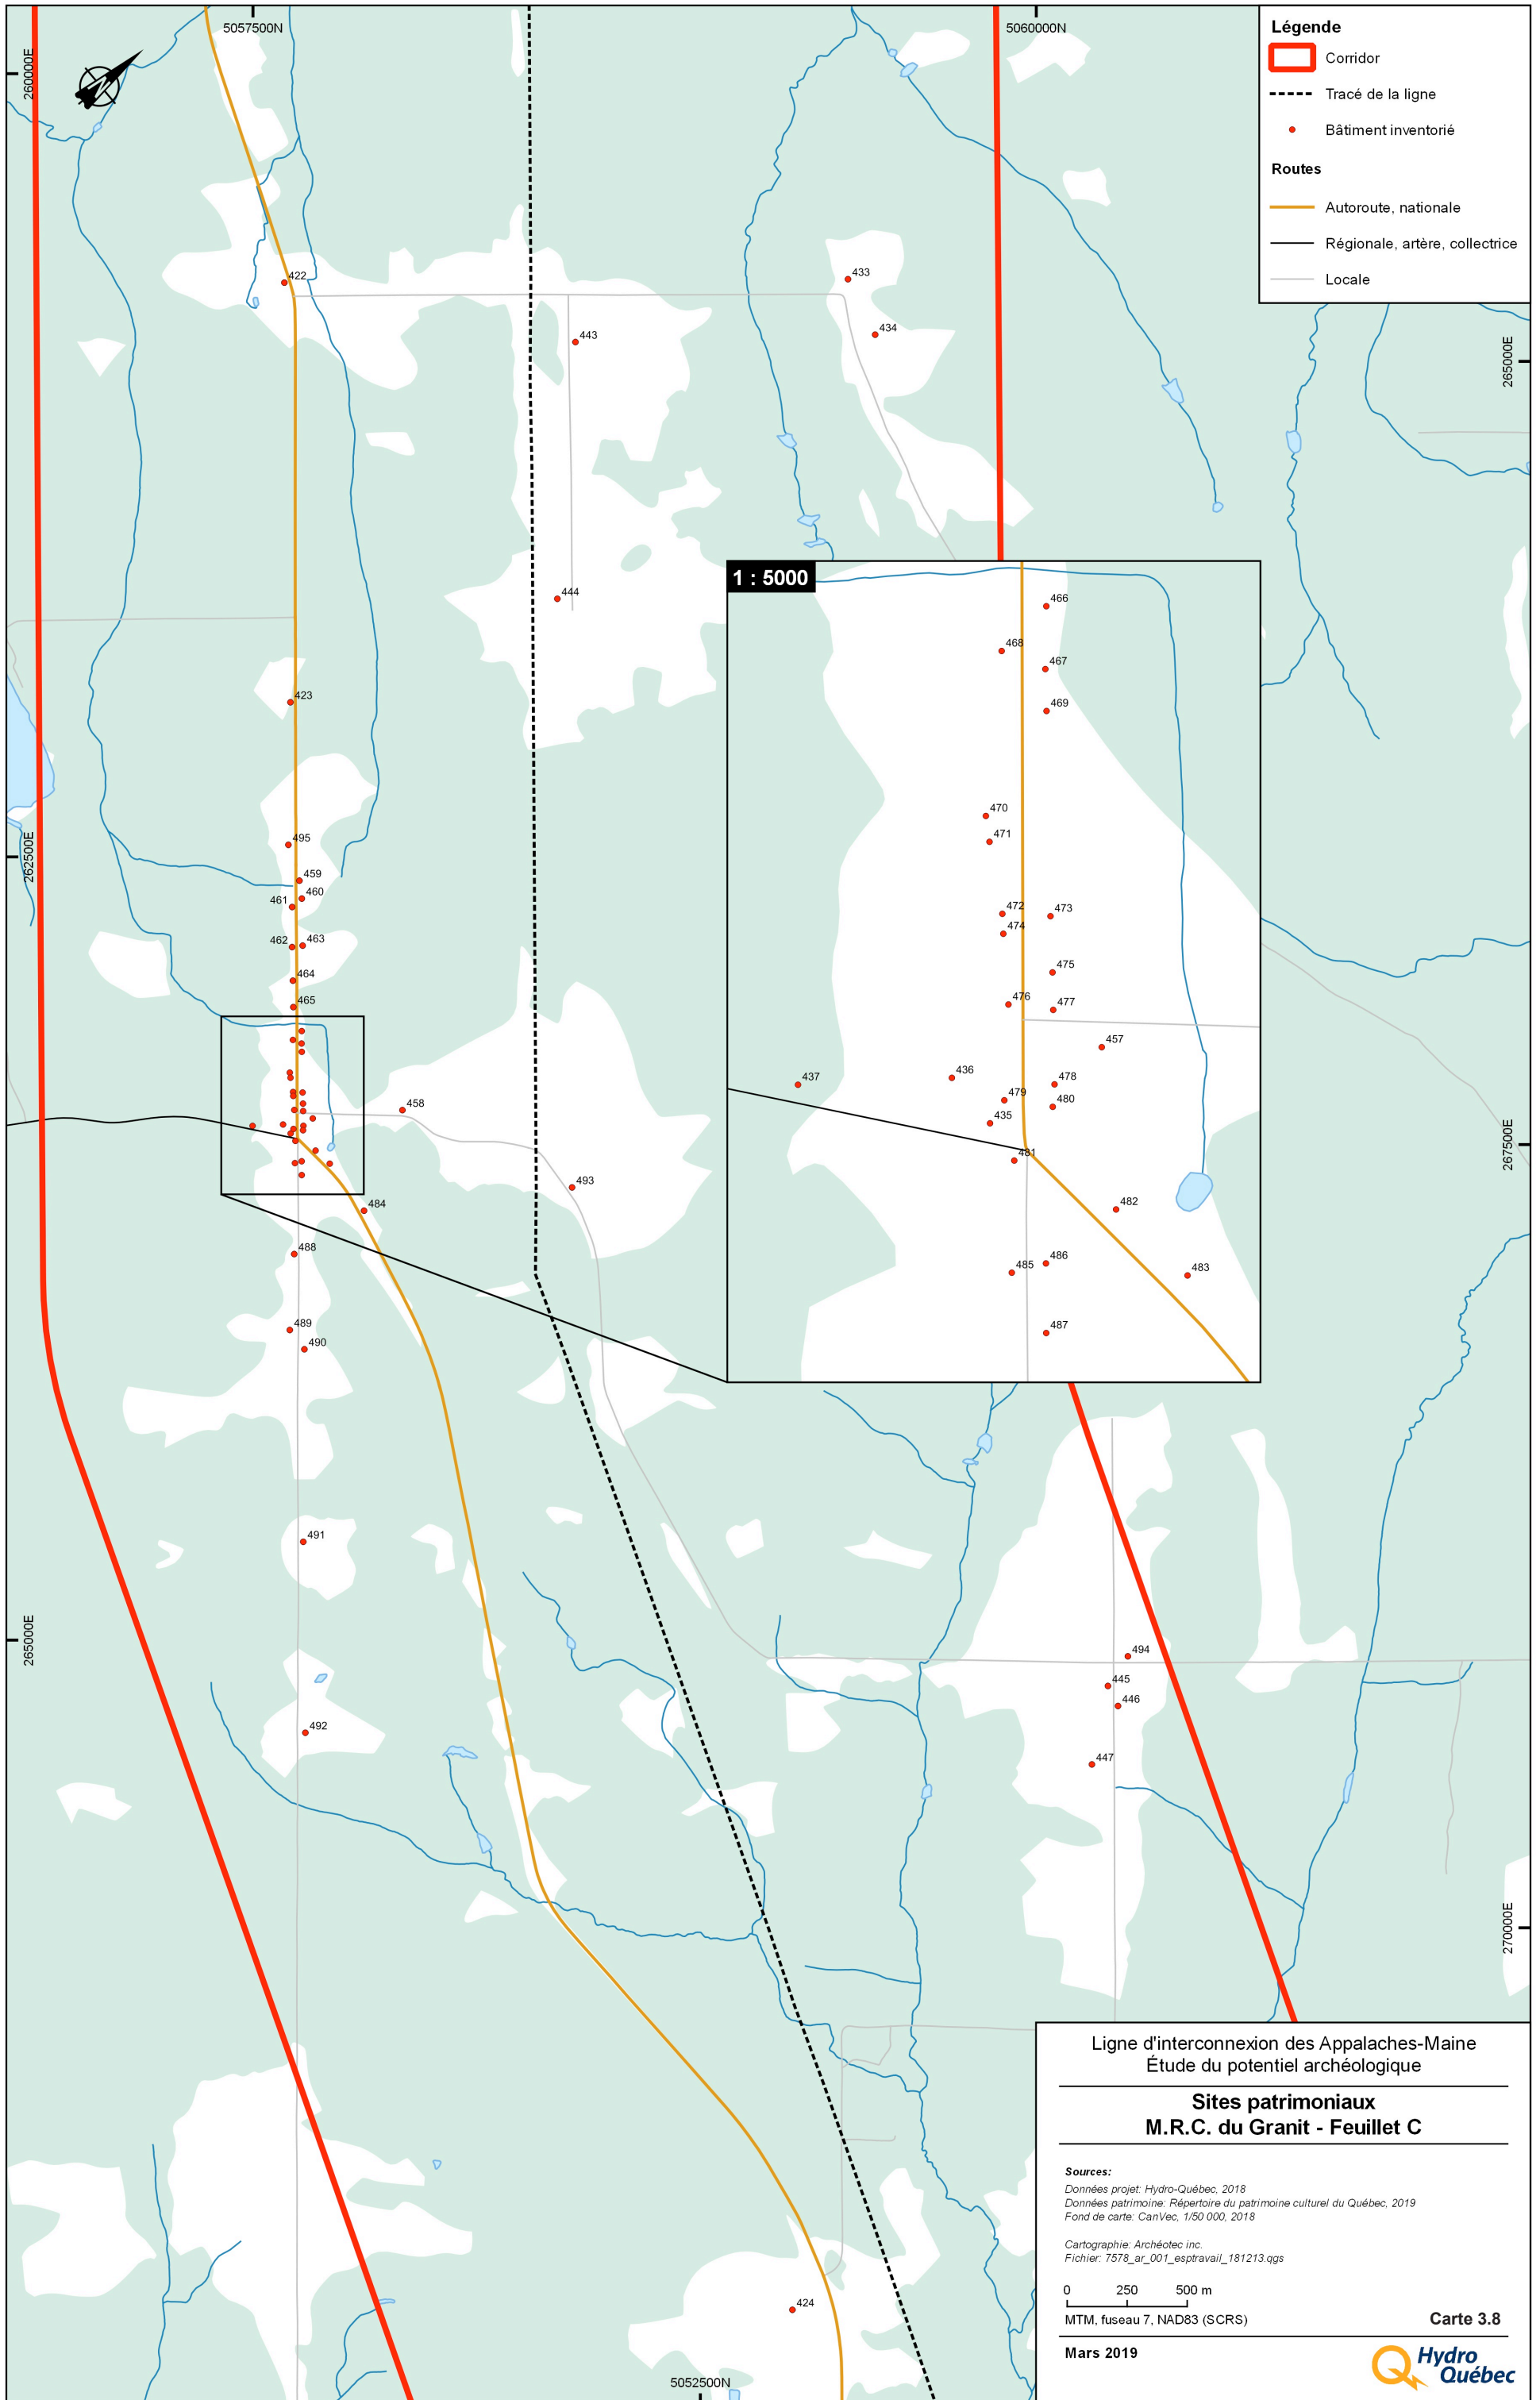 5057500N
5060000N
260000E
262500E
265000E
265000E
267500E
270000E
5052500N
Légende
Corridor
Tracé de la ligne
Bâtiment inventorié
Routes
Autoroute, nationale
Régionale, artère, collectrice
Locale
422
433
443
434
444
423
495
459
460
461
462
463
464
465
458
493
484
488
489
490
491
492
494
445
446
447
424
1 : 5000
466
468
467
469
470
471
472
473
474
475
476
477
457
436
437
478
479
480
435
481
482
486
485
483
487
Ligne d'interconnexion des Appalaches-Maine
Étude du potentiel archéologique
Sites patrimoniaux
M.R.C. du Granit - Feuillet C
Sources:
Données projet: Hydro-Québec, 2018
Données patrimoine: Répertoire du patrimoine culturel du Québec, 2019
Fond de carte: CanVec, 1/50 000, 2018
Cartographie: Archéotec inc.
Fichier: 7578_ar_001_esptravail_181213.qgs
0 250 500 m
MTM, fuseau 7, NAD83 (SCRS)
Carte 3.8
Mars 2019
Hydro
Québec